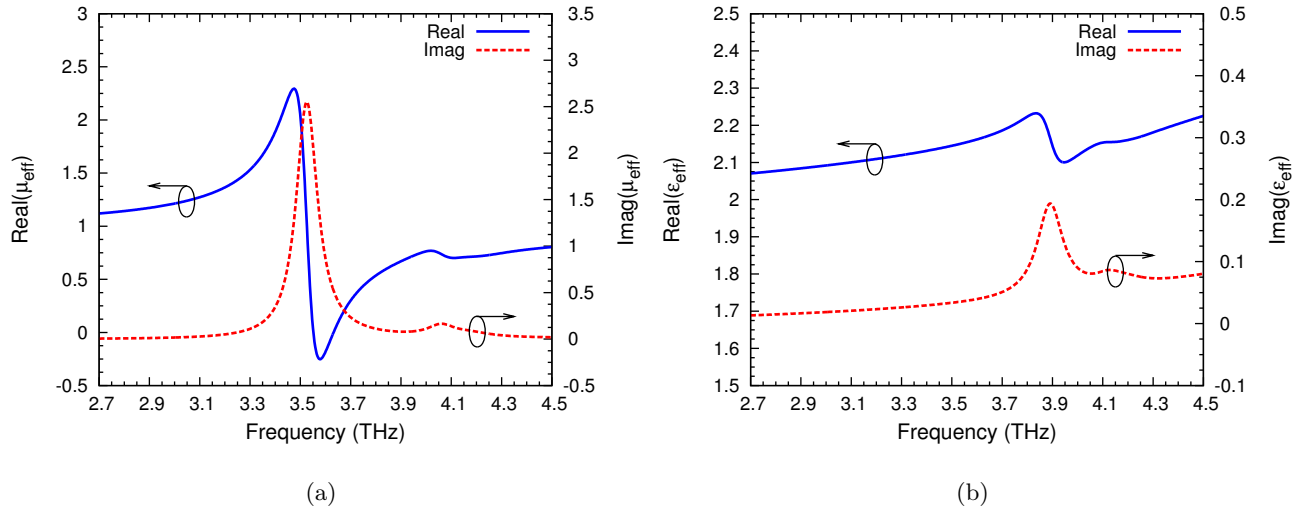 Real(μeff)
3
2.5
2
1.5
1
0.5
0
-0.5
Real
Imag
3.5
3
2.5
2
1.5
1
0.5
0
-0.5
Imag(μeff)
2.7 2.9 3.1 3.3 3.5 3.7 3.9 4.1 4.3 4.5
Frequency (THz)
(a)
Real(εeff)
2.5
2.4
2.3
2.2
2.1
2
1.9
1.8
1.7
1.6
1.5
Real
Imag
0.5
0.4
0.3
0.2
0.1
0
-0.1
Imag(εeff)
2.7 2.9 3.1 3.3 3.5 3.7 3.9 4.1 4.3 4.5
Frequency (THz)
(b)